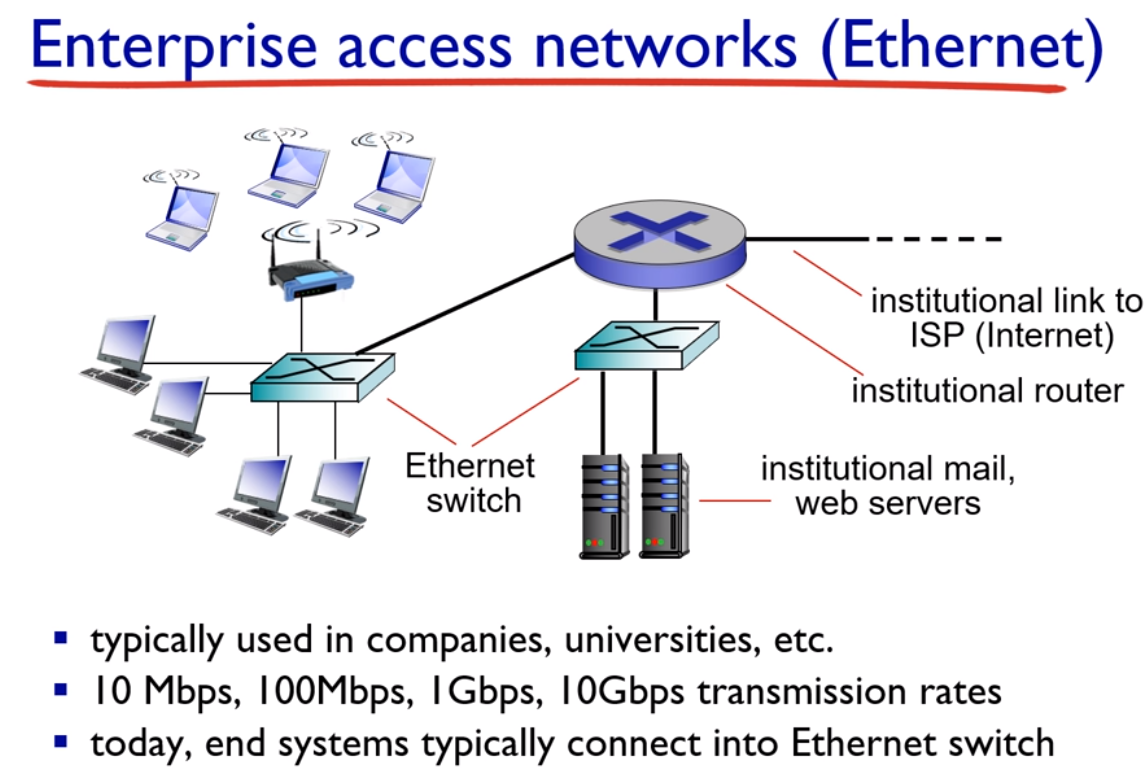 Enterprise access networks (Ethernet)
institutional link to
ISP (Internet)
institutional router
Ethernet
switch
institutional mail,
web servers
▪ typically used in companies, universities, etc.
▪ 10 Mbps, 100Mbps, 1Gbps, 10Gbps transmission rates
▪ today, end systems typically connect into Ethernet switch